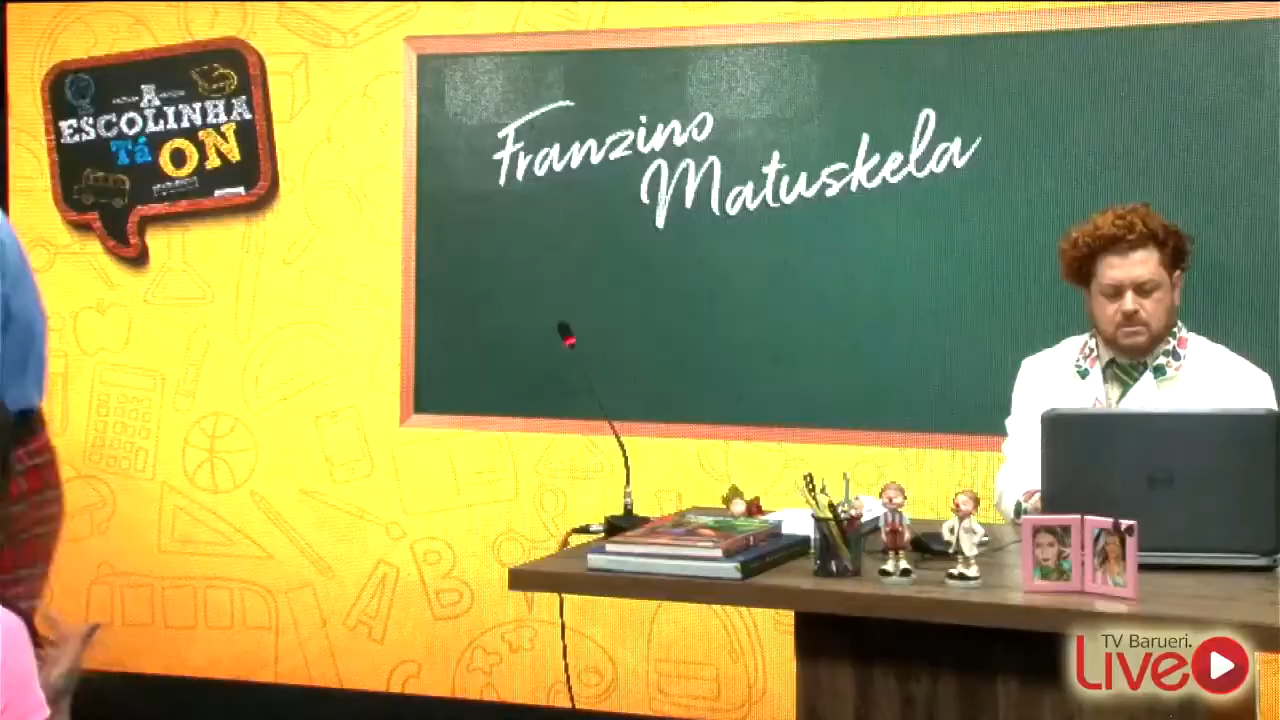 A
ESCOLINHA
Tá ON
Franzino
Matuskela
TV Barueri.
Live